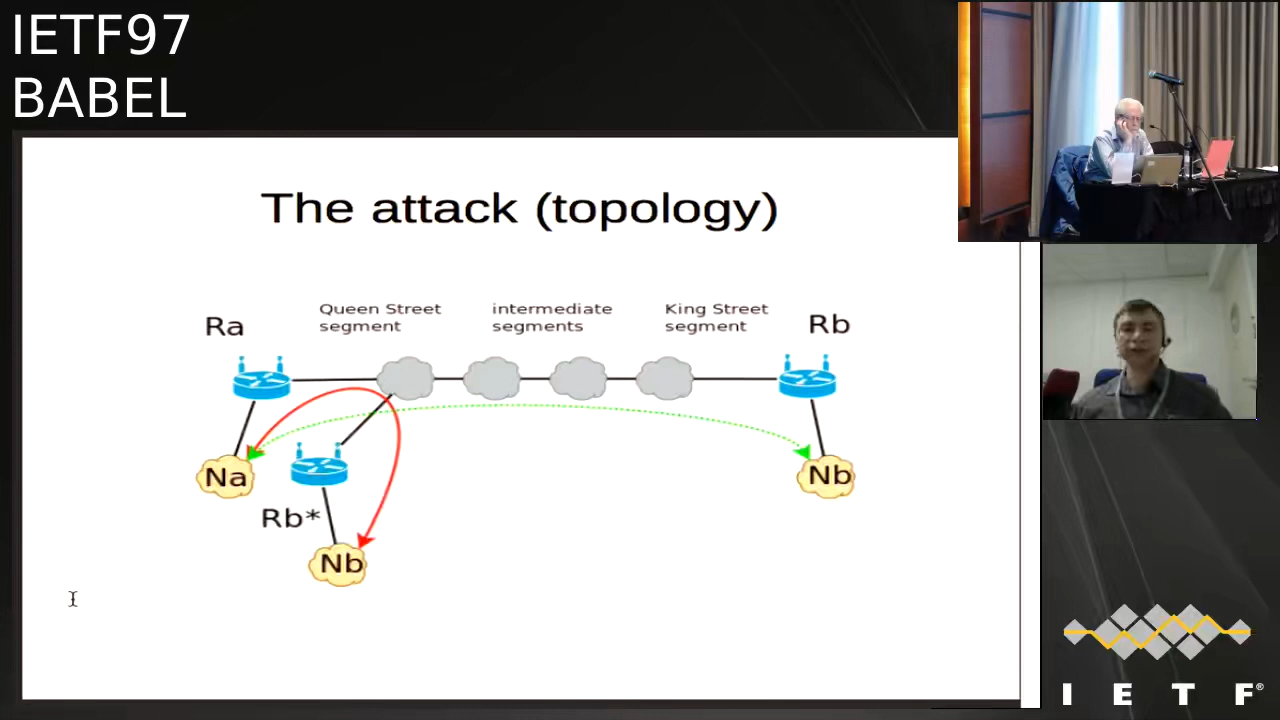 IETF97
BABEL
The attack (topology)
Queen Street
segment
intermediate
segments
King Street
segment
Ra
Rb
Na
Nb
Rb*
Nb
I E T F®